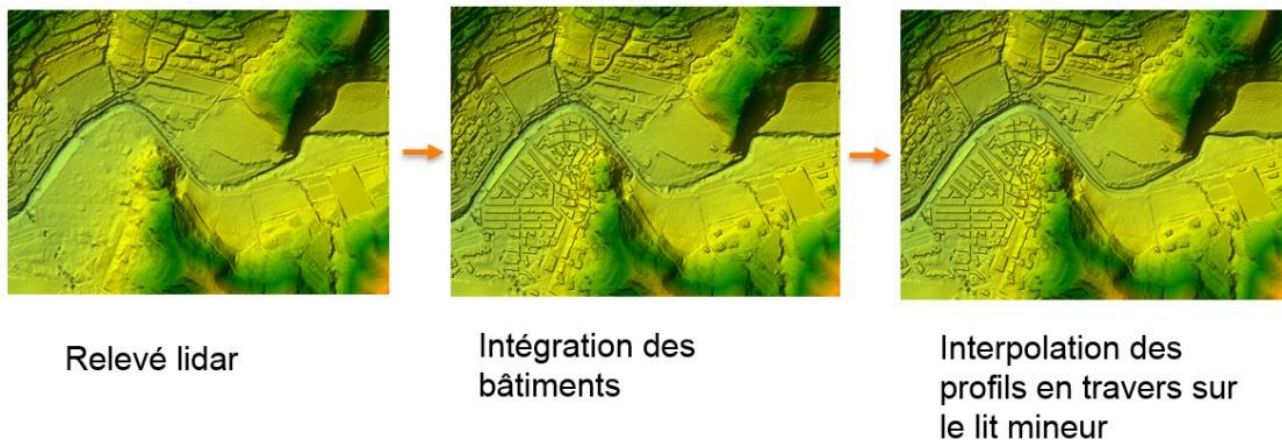 Relevé lidar
Intégration des
bâtiments
Interpolation des
profils en travers sur
le lit mineur